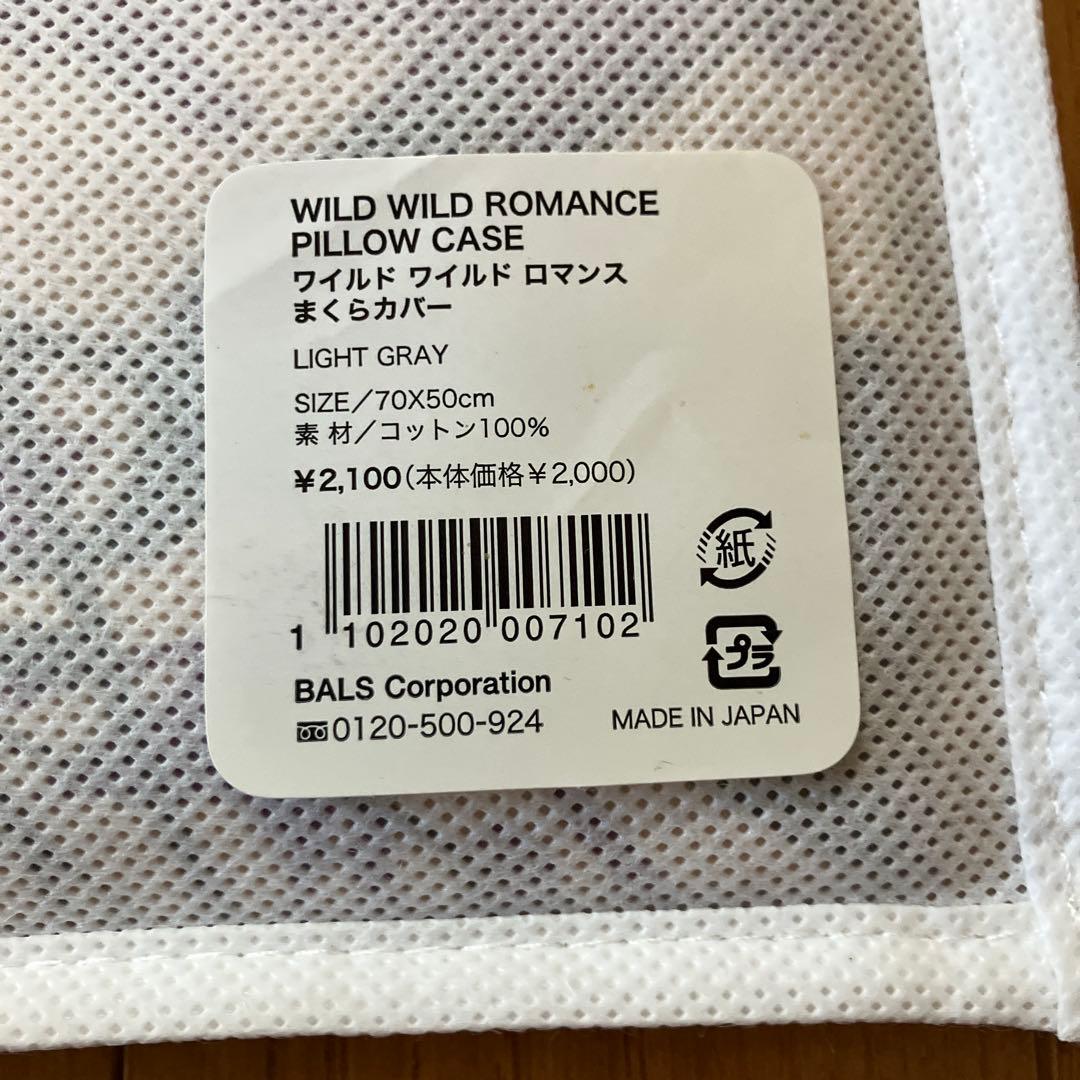 WILD WILD ROMANCE
PILLOW CASE
ワイルド ワイルド ロマンス
まくらカバー
LIGHT GRAY
SIZE／70X50cm
素 材／コットン100%
¥2,100(本体価格¥2,000)
紙
1 102020 007102
プラ
BALS Corporation
0120-500-924
MADE IN JAPAN